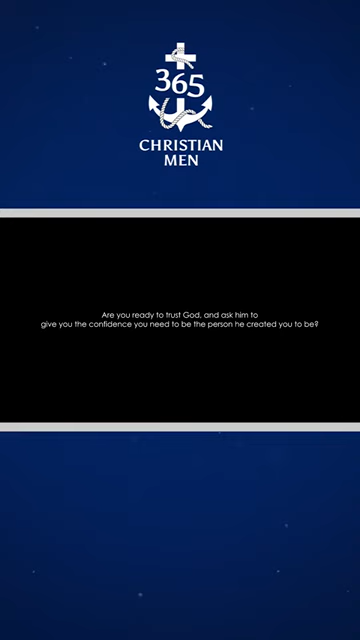 365
CHRISTIAN
MEN
Are you ready to trust God, and ask him to
give you the confidence you need to be the person he created you to be?